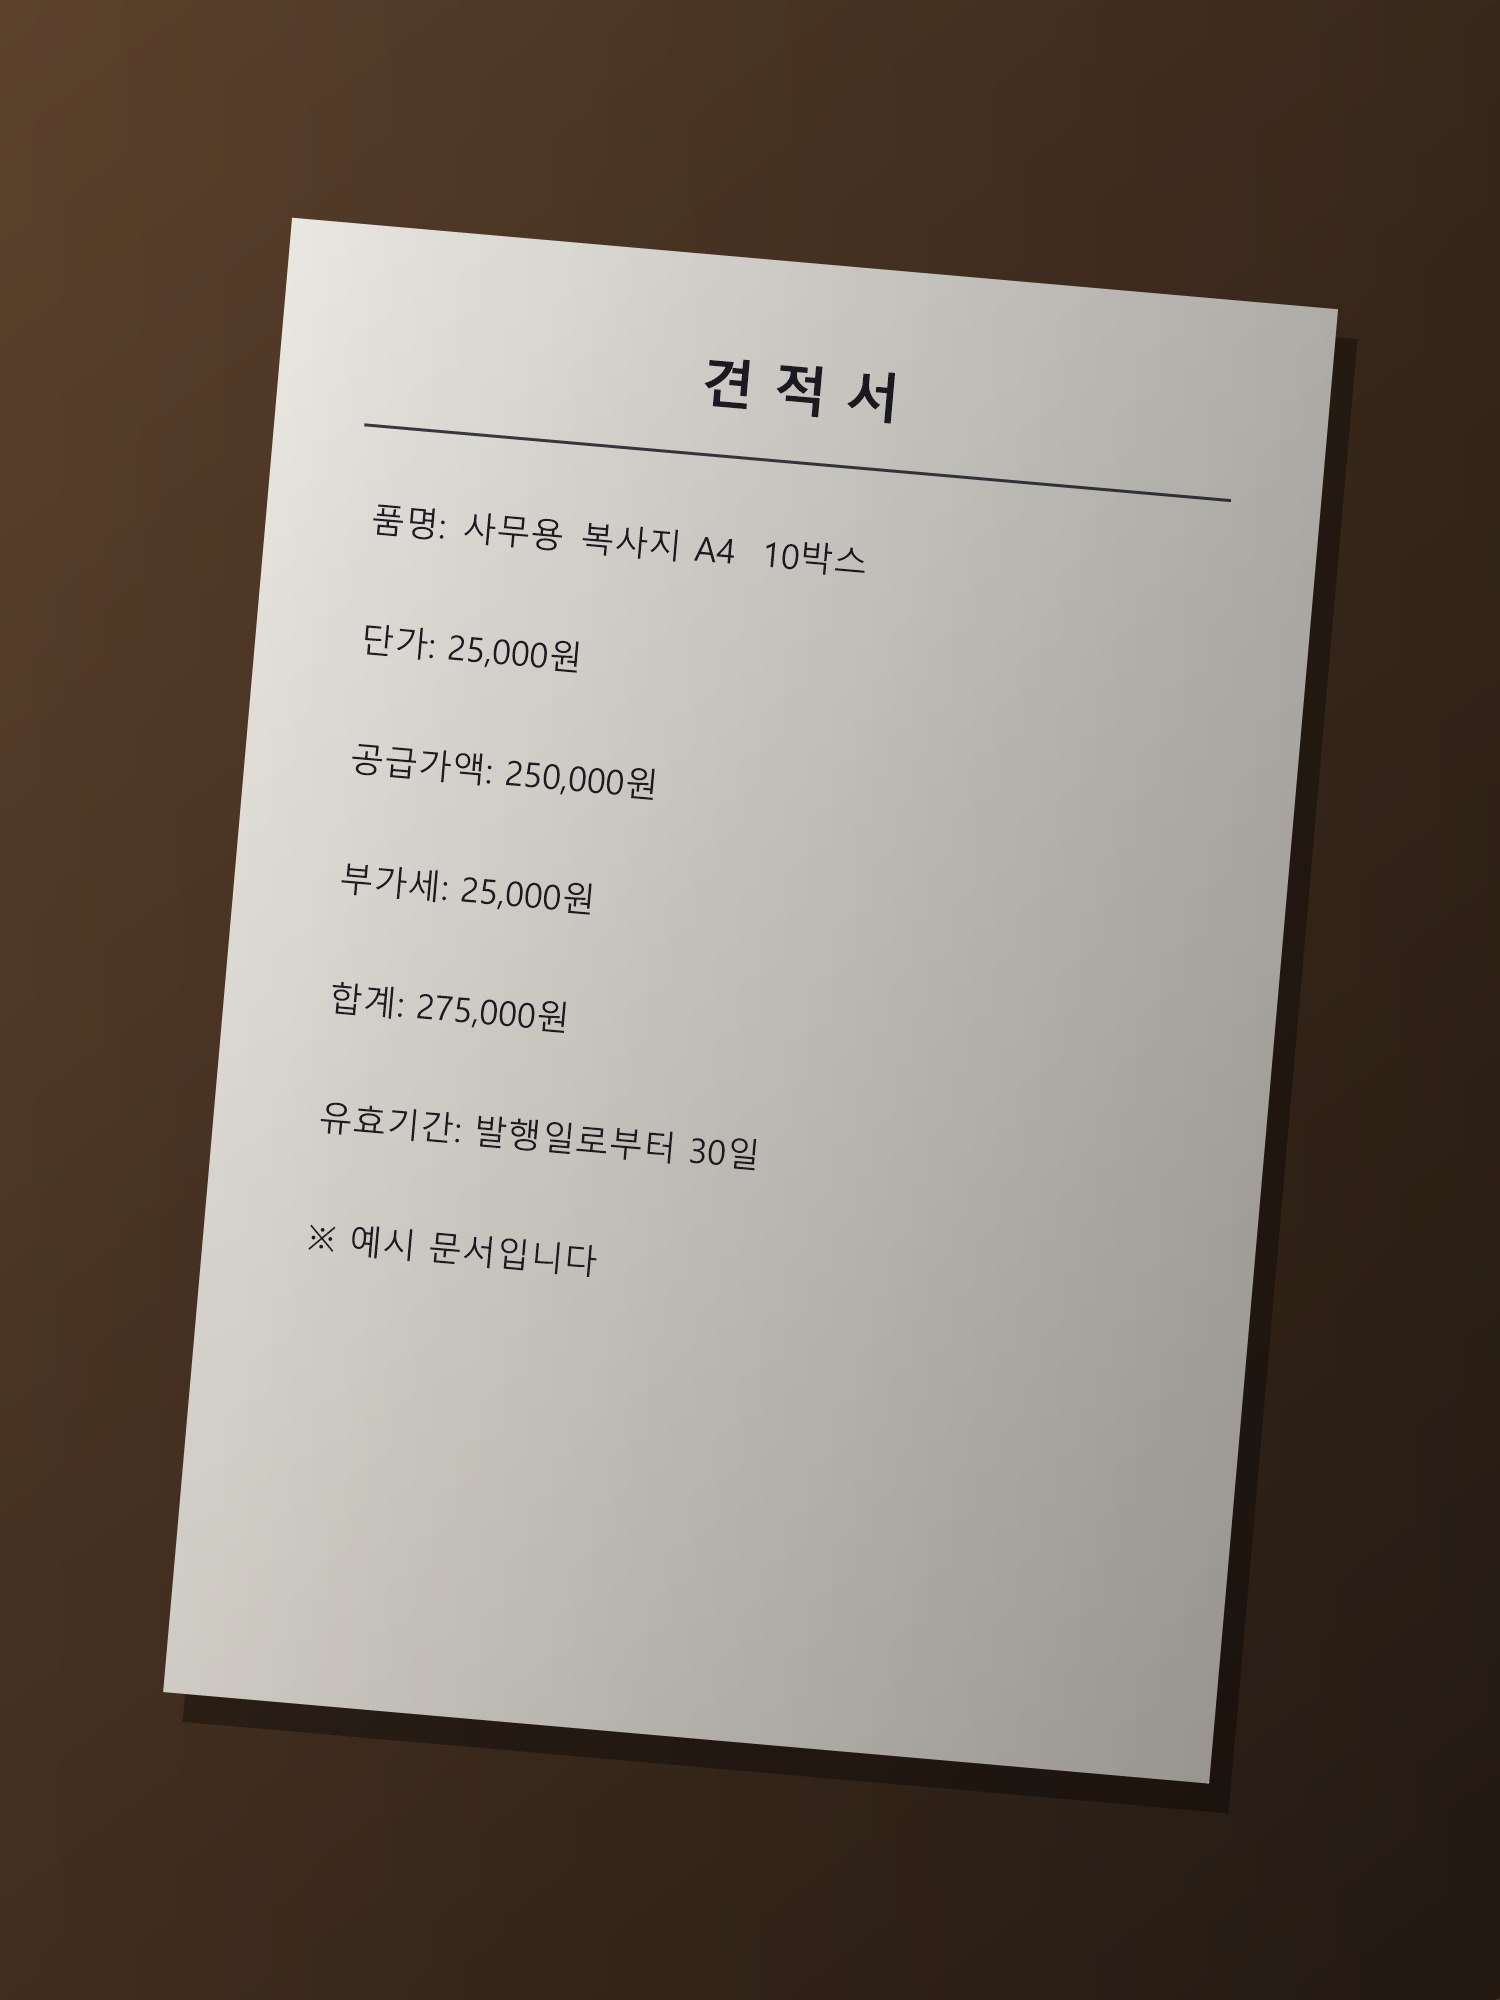 견 적 서
품명: 사무용 복사지 A4 10박스
단가: 25,000원
공급가액: 250,000원
부가세: 25,000원
합계: 275,000원
유효기간: 발행일로부터 30일
※ 예시 문서입니다